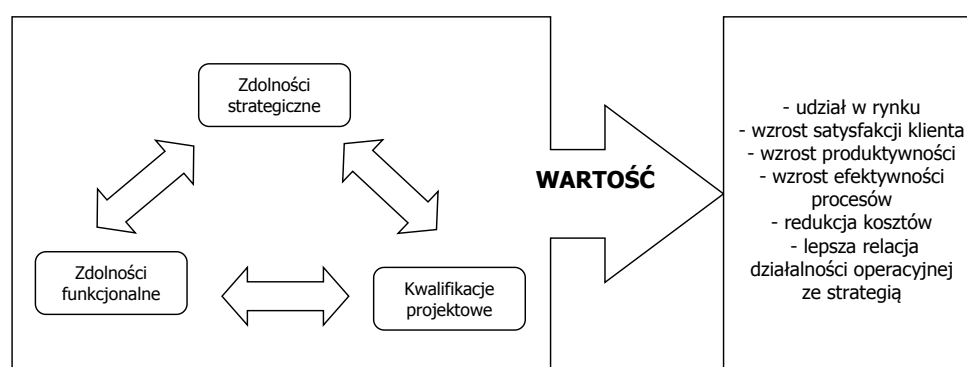 Zdolności
strategiczne
Zdolności
funkcjonalne
Kwalifikacje
projektowe
WARTOŚĆ
- udział w rynku
- wzrost satysfakcji klienta
- wzrost produktywności
- wzrost efektywności
procesów
- redukcja kosztów
- lepsza relacja
działalności operacyjnej
ze strategią